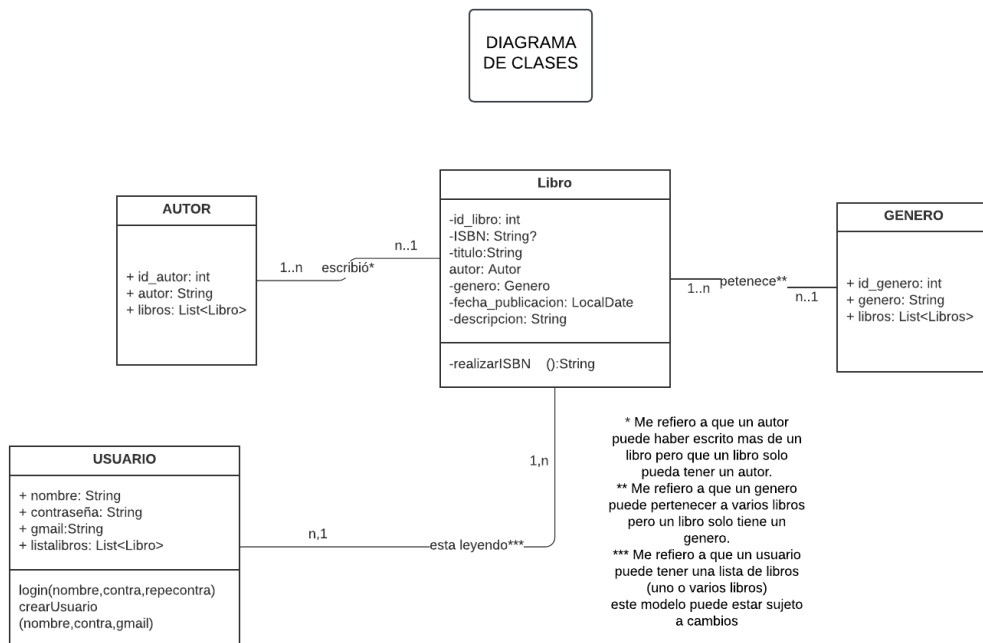 DIAGRAMA
DE CLASES
AUTOR
+ id_autor: int
+ autor: String
+ libros: List<Libro>
1..n
escribió*
n..1
Libro
-id_libro: int
-ISBN: String?
-titulo:String
autor: Autor
-genero: Genero
-fecha_publicacion: LocalDate
-descripcion: String
-realizarISBN ():String
1..n
petenece**
n..1
GENERO
+ id_genero: int
+ genero: String
+ libros: List<Libros>
USUARIO
+ nombre: String
+ contraseña: String
+ gmail:String
+ listalibros: List<Libro>
login(nombre,contra,repecontra)
crearUsuario
(nombre,contra,gmail)
n,1
esta leyendo***
1,n
* Me refiero a que un autor
puede haber escrito mas de un
libro pero que un libro solo
pueda tener un autor.
** Me refiero a que un genero
puede pertenecer a varios libros
pero un libro solo tiene un
genero.
*** Me refiero a que un usuario
puede tener una lista de libros
(uno o varios libros)
este modelo puede estar sujeto
a cambios